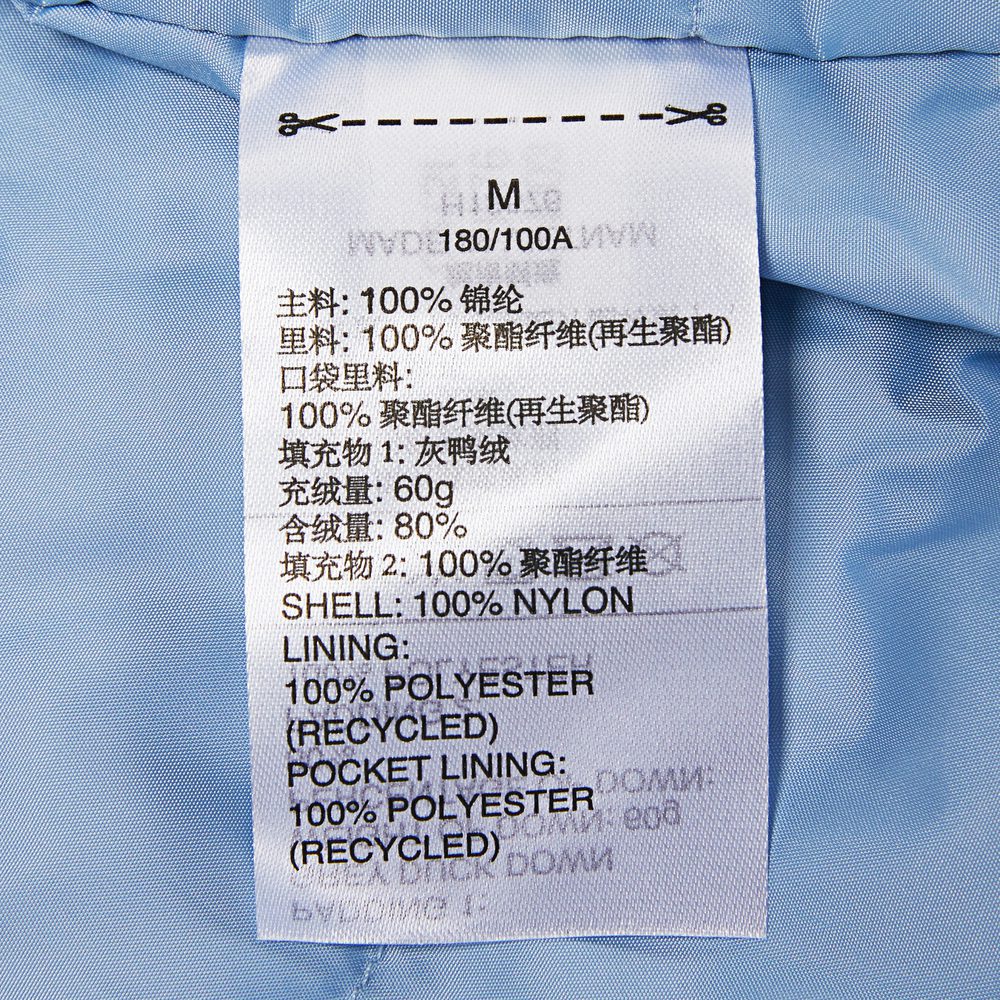 M
180/100A
主料: 100% 锦纶
里料: 100% 聚酯纤维(再生聚酯)
口袋里料:
100% 聚酯纤维(再生聚酯)
填充物 1: 灰鸭绒
充绒量: 60g
含绒量: 80%
填充物 2: 100% 聚酯纤维
SHELL: 100% NYLON
LINING:
100% POLYESTER
(RECYCLED)
POCKET LINING:
100% POLYESTER
(RECYCLED)